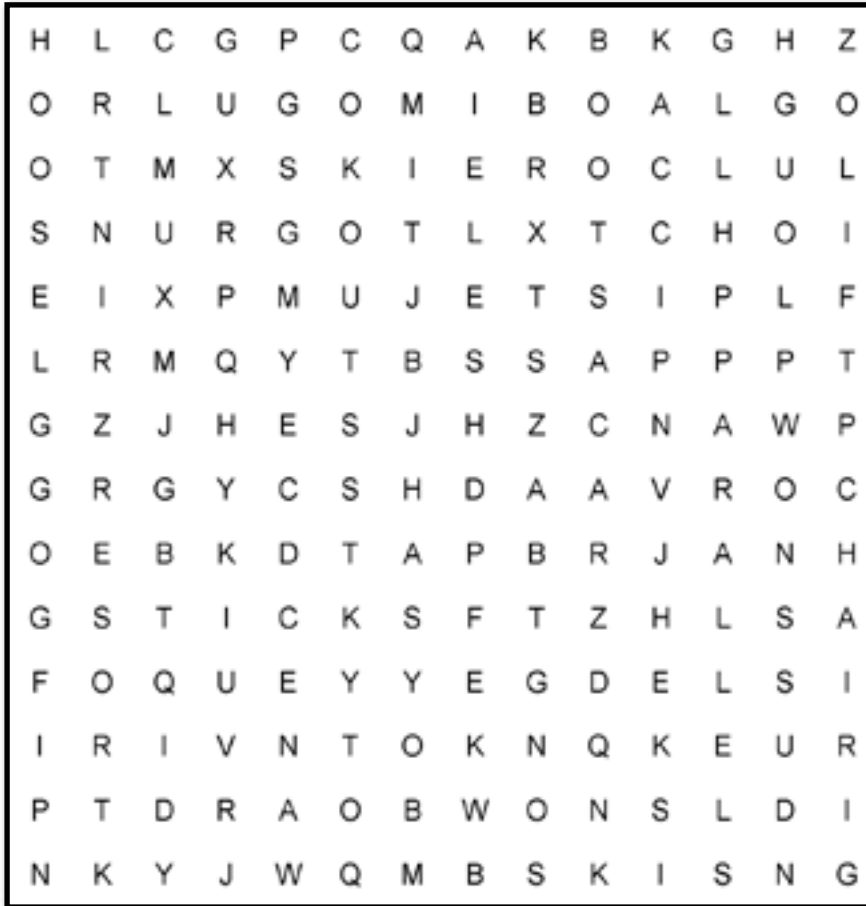 H L C G P C Q A K B K G H Z
O R L U G O M I B O A L G O
O T M X S K I E R O C L U L
S N U R G O T L X T C H O I
E I X P M U J E T S I P L F
L R M Q Y T B S S A P P P T
G Z J H E S J H Z C N A W P
G R G Y C S H D A A V R O C
O E B K D T A P B R J A N H
G S T I C K S F T Z H L S A
F O Q U E Y Y E G D E L S I
I R I V N T O K N Q K E U R
P T D R A O B W O N S L D I
N K Y J W Q M B S K I S N G